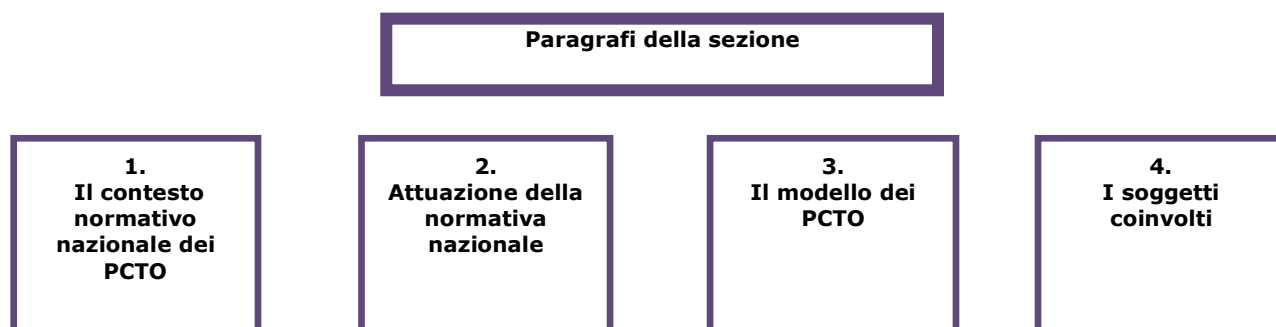 Paragrafi della sezione
1.
Il contesto
normativo
nazionale dei
PCTO
2.
Attuazione della
normativa
nazionale
3.
Il modello dei
PCTO
4.
I soggetti
coinvolti